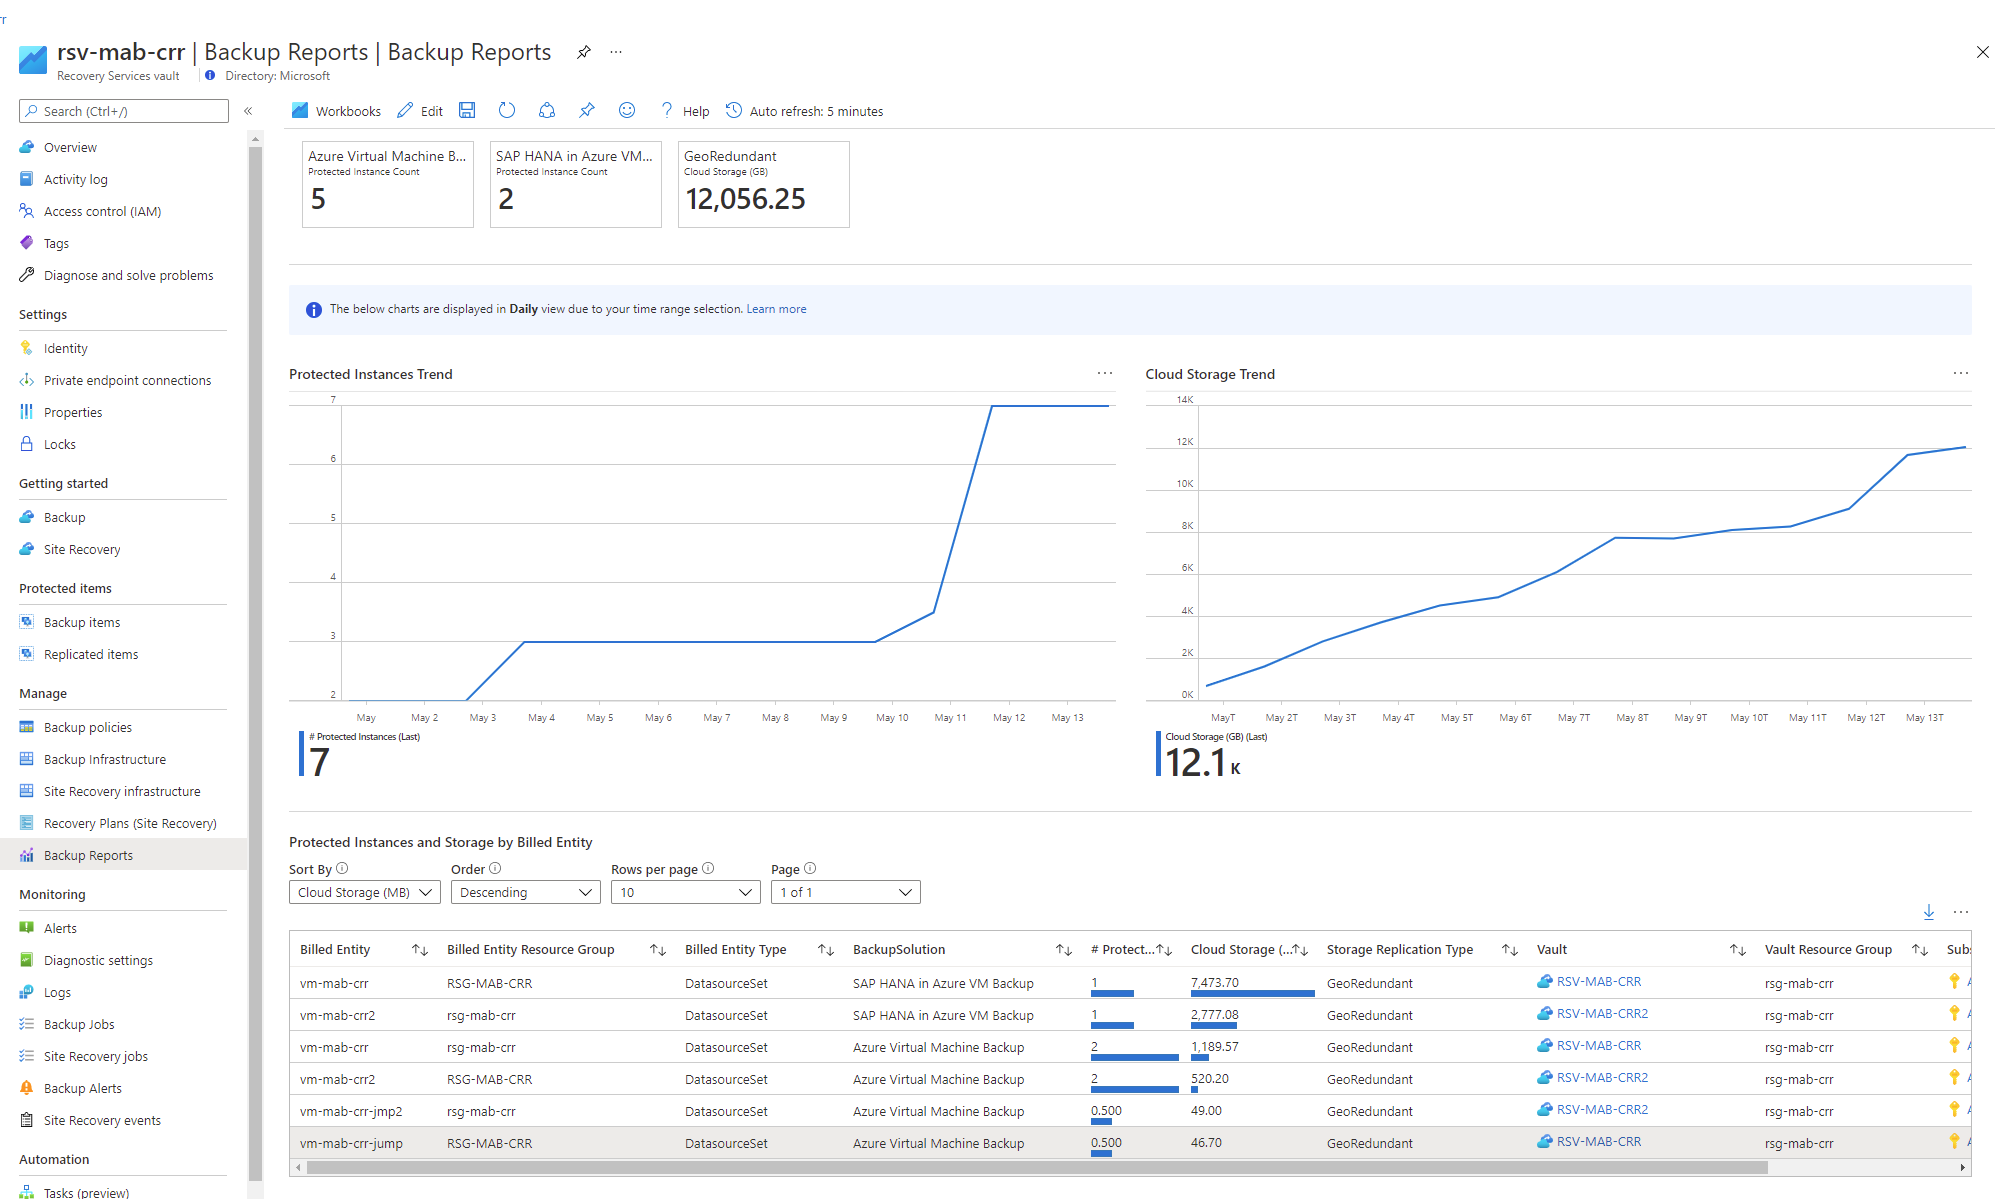 rr
rsv-mab-crr | Backup Reports | Backup Reports
Recovery Services vault
Directory: Microsoft
Search (Ctrl+/)
«
Overview
Activity log
Access control (IAM)
Tags
Diagnose and solve problems
Settings
Identity
Private endpoint connections
Properties
Locks
Getting started
Backup
Site Recovery
Protected items
Backup items
Replicated items
Manage
Backup policies
Backup Infrastructure
Site Recovery infrastructure
Recovery Plans (Site Recovery)
Backup Reports
Monitoring
Alerts
Diagnostic settings
Logs
Backup Jobs
Site Recovery jobs
Backup Alerts
Site Recovery events
Automation
Tasks (preview)
Workbooks Edit Help Auto refresh: 5 minutes
Azure Virtual Machine B...
Protected Instance Count
5
SAP HANA in Azure VM...
Protected Instance Count
2
GeoRedundant
Cloud Storage (GB)
12,056.25
The below charts are displayed in Daily view due to your time range selection. Learn more
Protected Instances Trend
7
6
5
4
3
2
May May 2 May 3 May 4 May 5 May 6 May 7 May 8 May 9 May 10 May 11 May 12 May 13
# Protected Instances (Last)
7
Cloud Storage Trend
14K
12K
10K
8K
6K
4K
2K
0K
MayT May 2T May 3T May 4T May 5T May 6T May 7T May 8T May 9T May 10T May 11T May 12T May 13T
Cloud Storage (GB) (Last)
12.1 K
Protected Instances and Storage by Billed Entity
Sort By Order Rows per page Page
Cloud Storage (MB) Descending 10 1 of 1
Billed Entity Billed Entity Resource Group Billed Entity Type BackupSolution # Protect... Cloud Storage (... Storage Replication Type Vault Vault Resource Group Sub
vm-mab-crr RSG-MAB-CRR DatasourceSet SAP HANA in Azure VM Backup 1 7,473.70 GeoRedundant RSV-MAB-CRR rsg-mab-crr
vm-mab-crr2 rsg-mab-crr DatasourceSet SAP HANA in Azure VM Backup 1 2,777.08 GeoRedundant RSV-MAB-CRR2 rsg-mab-crr
vm-mab-crr rsg-mab-crr DatasourceSet Azure Virtual Machine Backup 2 1,189.57 GeoRedundant RSV-MAB-CRR rsg-mab-crr
vm-mab-crr2 RSG-MAB-CRR DatasourceSet Azure Virtual Machine Backup 2 520.20 GeoRedundant RSV-MAB-CRR2 rsg-mab-crr
vm-mab-crr-jmp2 rsg-mab-crr DatasourceSet Azure Virtual Machine Backup 0.500 49.00 GeoRedundant RSV-MAB-CRR2 rsg-mab-crr
vm-mab-crr-jump RSG-MAB-CRR DatasourceSet Azure Virtual Machine Backup 0.500 46.70 GeoRedundant RSV-MAB-CRR rsg-mab-crr